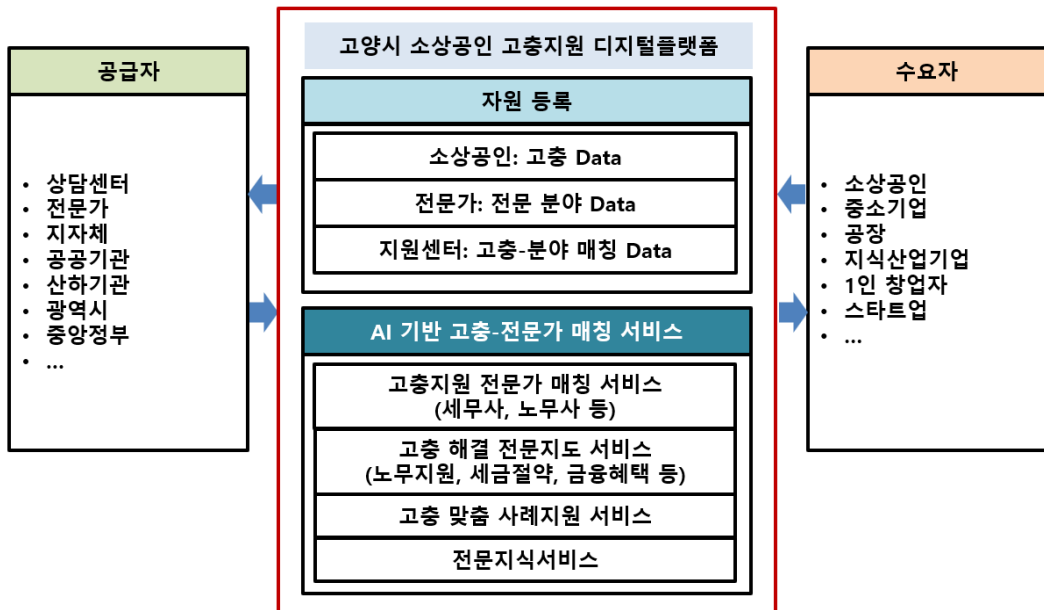 고양시 소상공인 고충지원 디지털플랫폼
공급자
• 상담센터
• 전문가
• 지자체
• 공공기관
• 산하기관
• 광역시
• 중앙정부
• ...
자원 등록
소상공인: 고충 Data
전문가: 전문 분야 Data
지원센터: 고충-분야 매칭 Data
AI 기반 고충-전문가 매칭 서비스
고충지원 전문가 매칭 서비스
(세무사, 노무사 등)
고충 해결 전문지도 서비스
(노무지원, 세금절약, 금융혜택 등)
고충 맞춤 사례지원 서비스
전문지식서비스
수요자
• 소상공인
• 중소기업
• 공장
• 지식산업기업
• 1인 창업자
• 스타트업
• ...